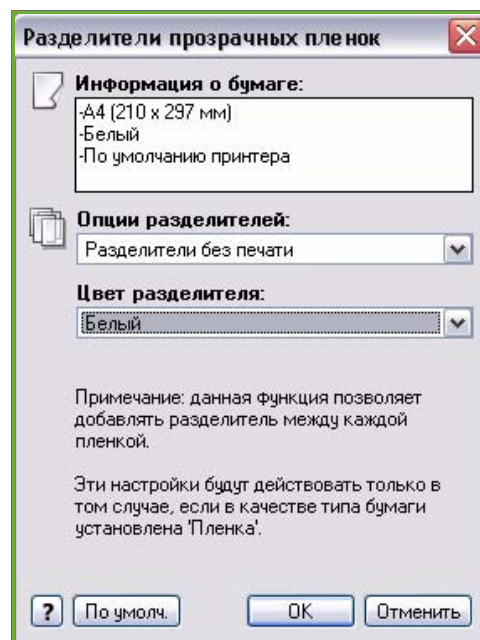 Разделители прозрачных пленок
Информация о бумаге:
-А4 (210 x 297 мм)
-Белый
-По умолчанию принтера
Опции разделителей:
Разделители без печати
Цвет разделителя:
Белый
Примечание: данная функция позволяет
добавлять разделитель между каждой
пленкой.
Эти настройки будут действовать только в
том случае, если в качестве типа бумаги
установлена 'Пленка'.
? По умолч. OK Отменить